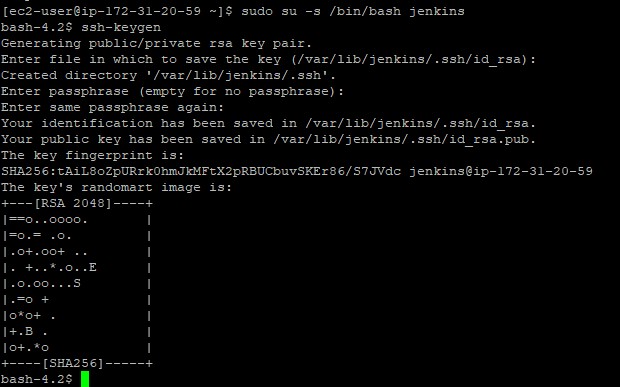 [ec2-user@ip-172-31-20-59 ~]$ sudo su -s /bin/bash jenkins
bash-4.2$ ssh-keygen
Generating public/private rsa key pair.
Enter file in which to save the key (/var/lib/jenkins/.ssh/id_rsa):
Created directory '/var/lib/jenkins/.ssh'.
Enter passphrase (empty for no passphrase):
Enter same passphrase again:
Your identification has been saved in /var/lib/jenkins/.ssh/id_rsa.
Your public key has been saved in /var/lib/jenkins/.ssh/id_rsa.pub.
The key fingerprint is:
SHA256:tAiL8oZpURrk0hmJkMFtX2pRBUCbuvSKEr86/S7JVdc jenkins@ip-172-31-20-59
The key's randomart image is:
+---[RSA 2048]----+
|==o..oooo.       |
|=o.= .o.         |
|.o+.oo+ ..       |
|. +..*.o..E      |
|.o.oo...S        |
|.=o +            |
|o*o+ .           |
|+.B .            |
|o+.*o            |
+----[SHA256]-----+
bash-4.2$